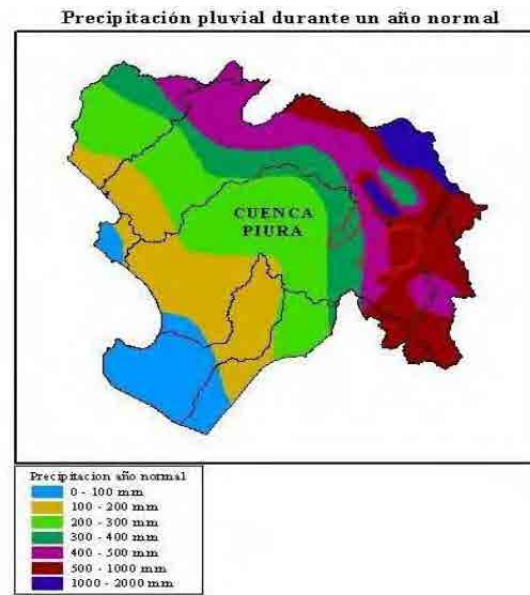 Precipitación pluvial durante un año normal
CUENCA
PIURA
Precipitacion año normal
0 - 100 mm
100 - 200 mm
200 - 300 mm
300 - 400 mm
400 - 500 mm
500 - 1000 mm
1000 - 2000 mm